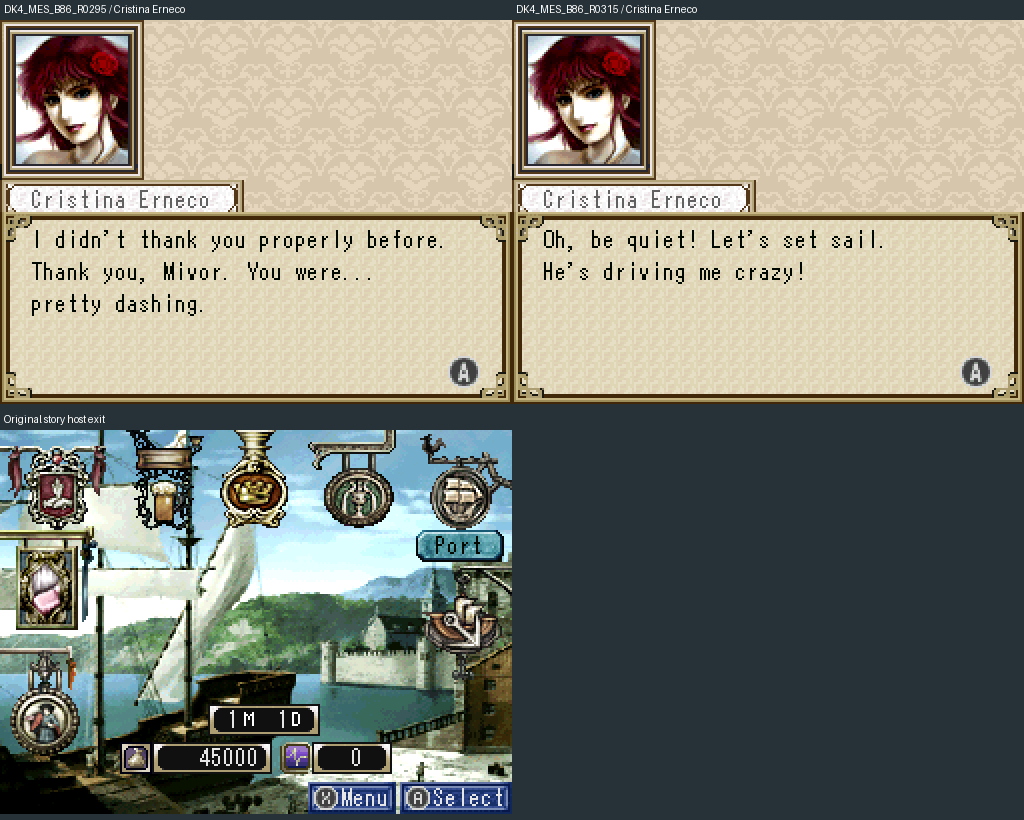 DK4_MES_B86_R0295 / Cristina Erneco
DK4_MES_B86_R0315 / Cristina Erneco
Cristina Erneco
I didn't thank you properly before.
Thank you, Mivor. You were...
pretty dashing.
A
Cristina Erneco
Oh, be quiet! Let's set sail.
He's driving me crazy!
A
Original story host exit
Port
1M 1D
45000
0
X Menu
A Select